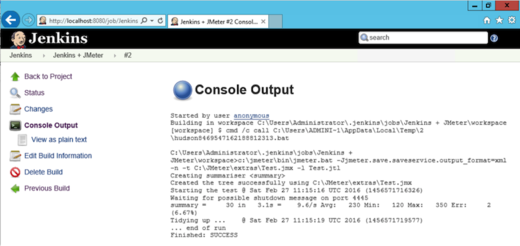 http://localhost:8080/job/Jenkins
Jenkins + JMeter #2 Consol...
Jenkins
search
Jenkins
Jenkins + JMeter
#2
Back to Project
Status
Changes
Console Output
View as plain text
Edit Build Information
Delete Build
Previous Build
Console Output
Started by user anonymous
Building in workspace C:\Users\Administrator\.jenkins\jobs\Jenkins + JMeter\workspace
[workspace] $ cmd /c call C:\Users\ADMINI~1\AppData\Local\Temp\2
\hudson8469547162188812313.bat
C:\Users\Administrator\.jenkins\jobs\Jenkins +
JMeter\workspace>c:\jmeter\bin\jmeter.bat -Jjmeter.save.saveservice.output_format=xml
-n -t C:\JMeter\extras\Test.jmx -l Test.jtl
Creating summariser <summary>
Created the tree successfully using C:\JMeter\extras\Test.jmx
Starting the test @ Sat Feb 27 11:15:16 UTC 2016 (1456571716326)
Waiting for possible shutdown message on port 4445
summary = 30 in 3.1s = 9.6/s Avg: 230 Min: 120 Max: 350 Err: 2
(6.67%)
Tidying up ... @ Sat Feb 27 11:15:19 UTC 2016 (1456571719577)
... end of run
Finished: SUCCESS